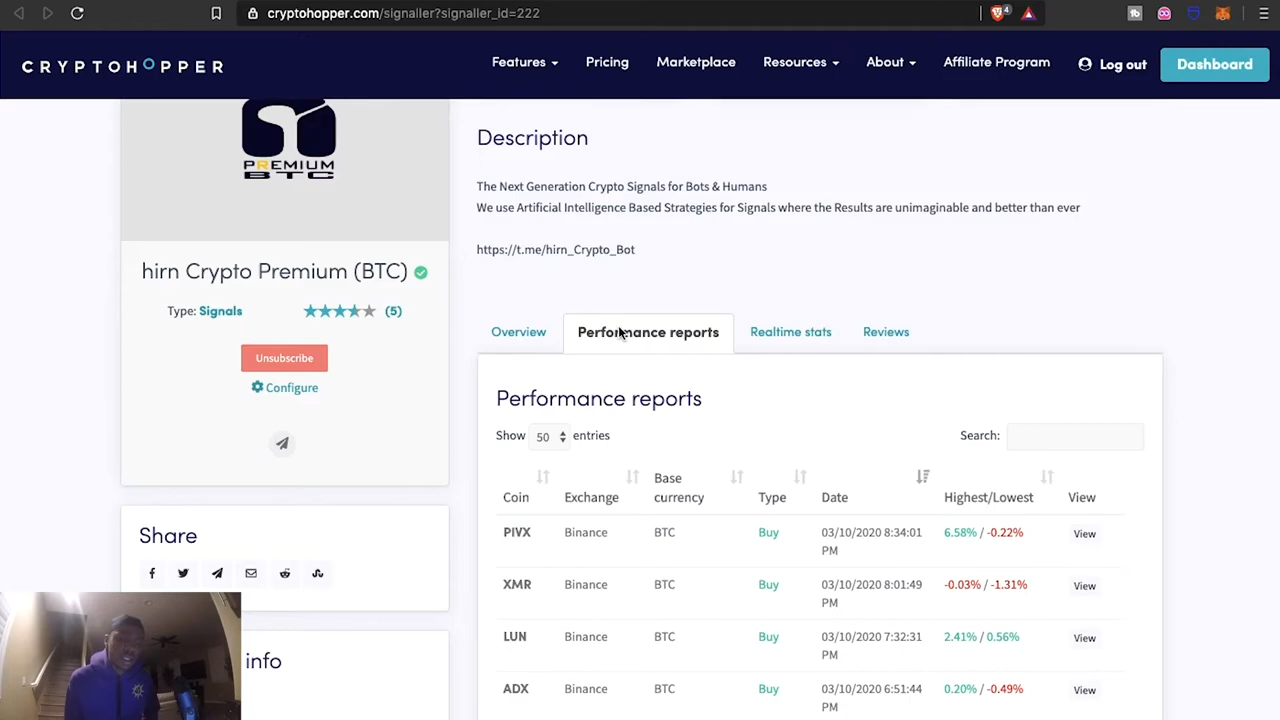 cryptohopper.com/signaller?signaller_id=222
4
CRYPTOHOPPER
Features
Pricing
Marketplace
Resources
About
Affiliate Program
Log out
Dashboard
PREMIUM
BTC
hirn Crypto Premium (BTC)
Type: Signals
(5)
Unsubscribe
Configure
Share
info
Description
The Next Generation Crypto Signals for Bots & Humans
We use Artificial Intelligence Based Strategies for Signals where the Results are unimaginable and better than ever
https://t.me/hirn_Crypto_Bot
Overview
Performance reports
Realtime stats
Reviews
Performance reports
Show 50 entries
Search:
Coin Exchange Base currency Type Date Highest/Lowest View
PIVX Binance BTC Buy 03/10/2020 8:34:01 PM 6.58% / -0.22% View
XMR Binance BTC Buy 03/10/2020 8:01:49 PM -0.03% / -1.31% View
LUN Binance BTC Buy 03/10/2020 7:32:31 PM 2.41% / 0.56% View
ADX Binance BTC Buy 03/10/2020 6:51:44 PM 0.20% / -0.49% View